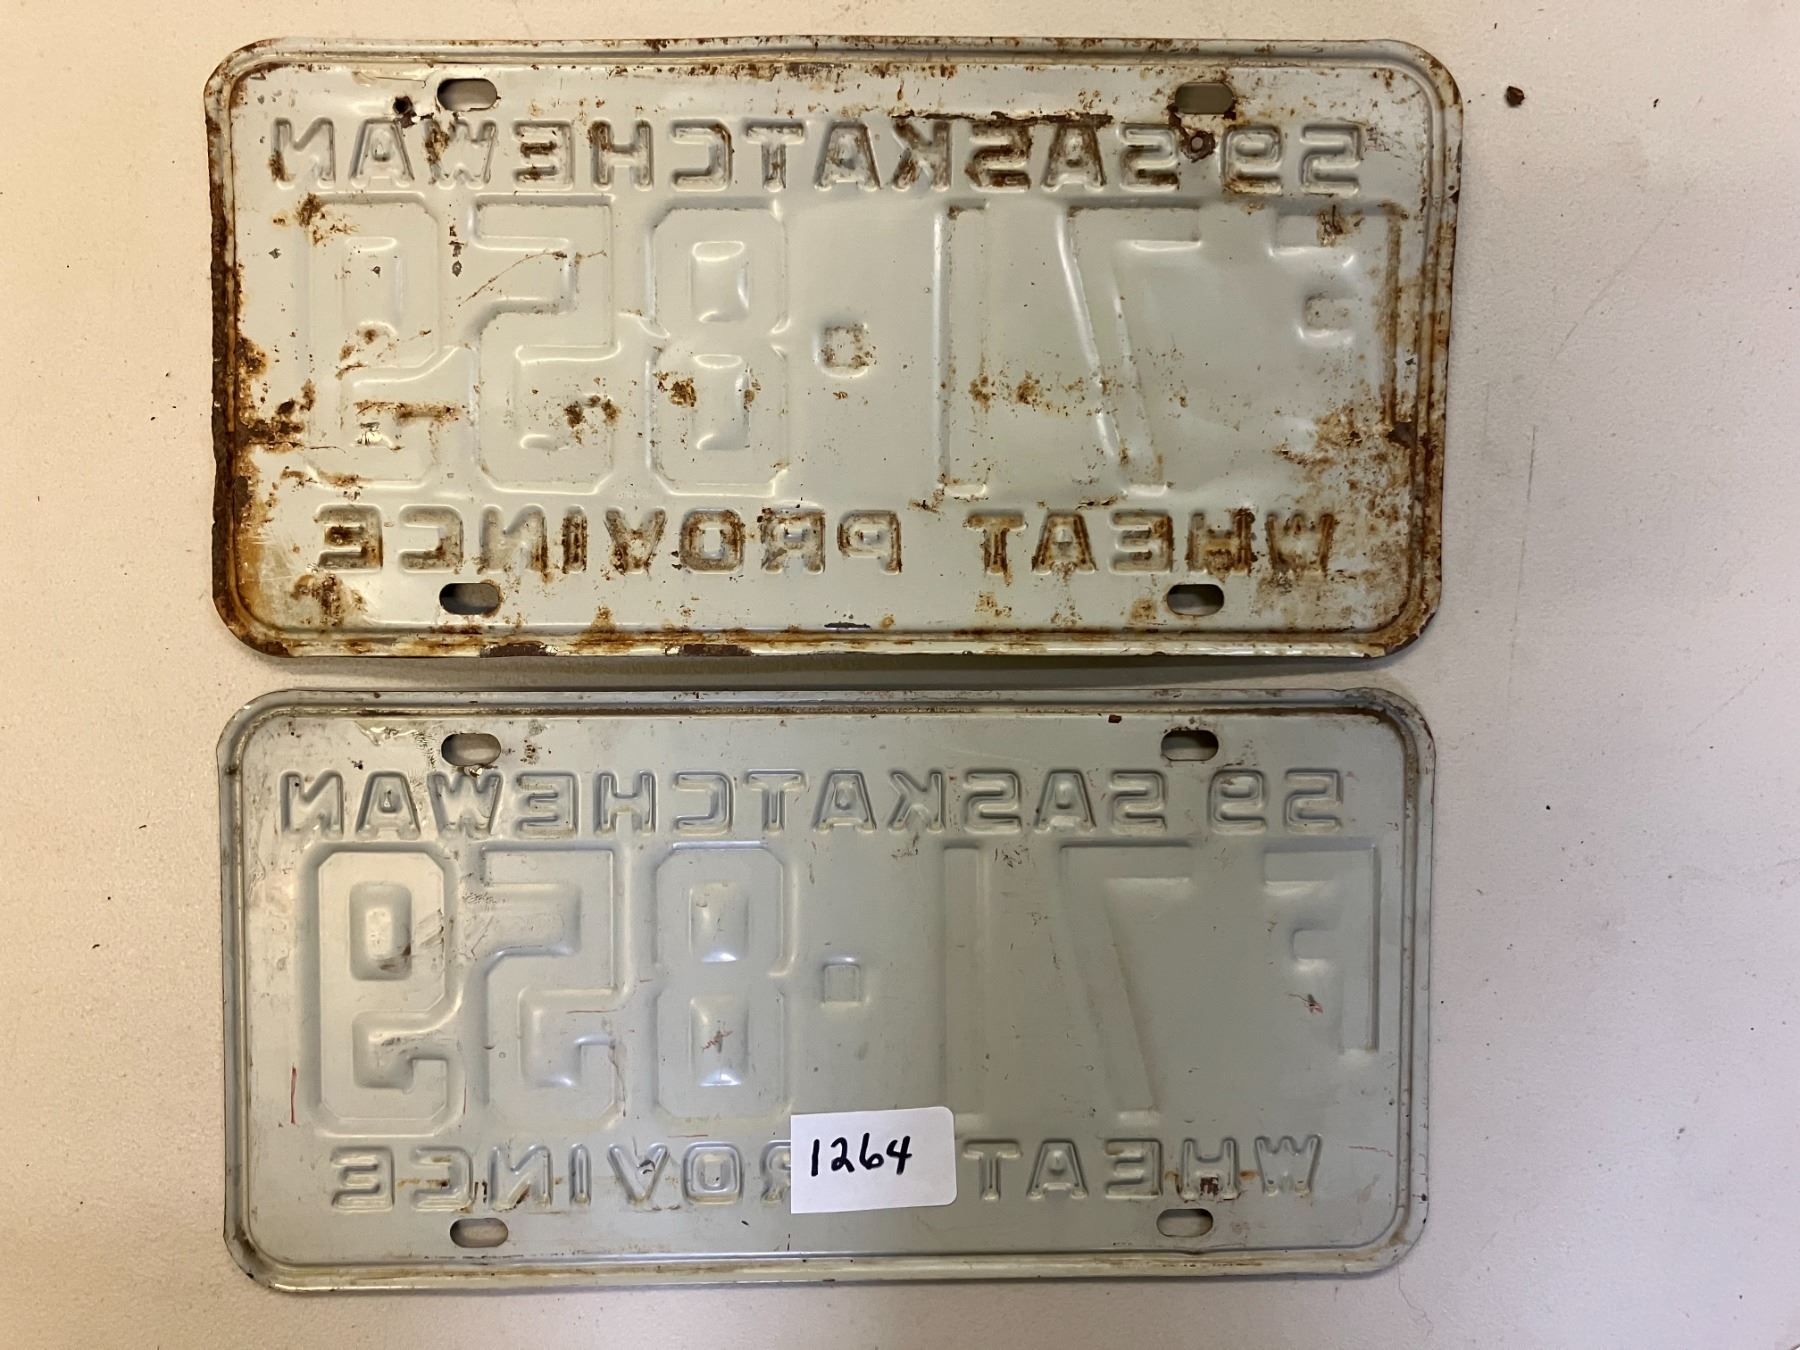 59 SASKATCHEWAN
F71·859
WHEAT PROVINCE
59 SASKATCHEWAN
F71·859
WHEAT ROVINCE
1264